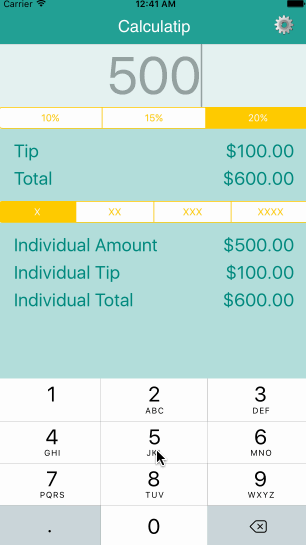 Carrier 12:41 AM
Calculatip
500
10% 15% 20%
Tip $100.00
Total $600.00
X XX XXX XXXX
Individual Amount $500.00
Individual Tip $100.00
Individual Total $600.00
1 2 3
ABC DEF
4 5 6
GHI JKL MNO
7 8 9
PQRS TUV WXYZ
. 0